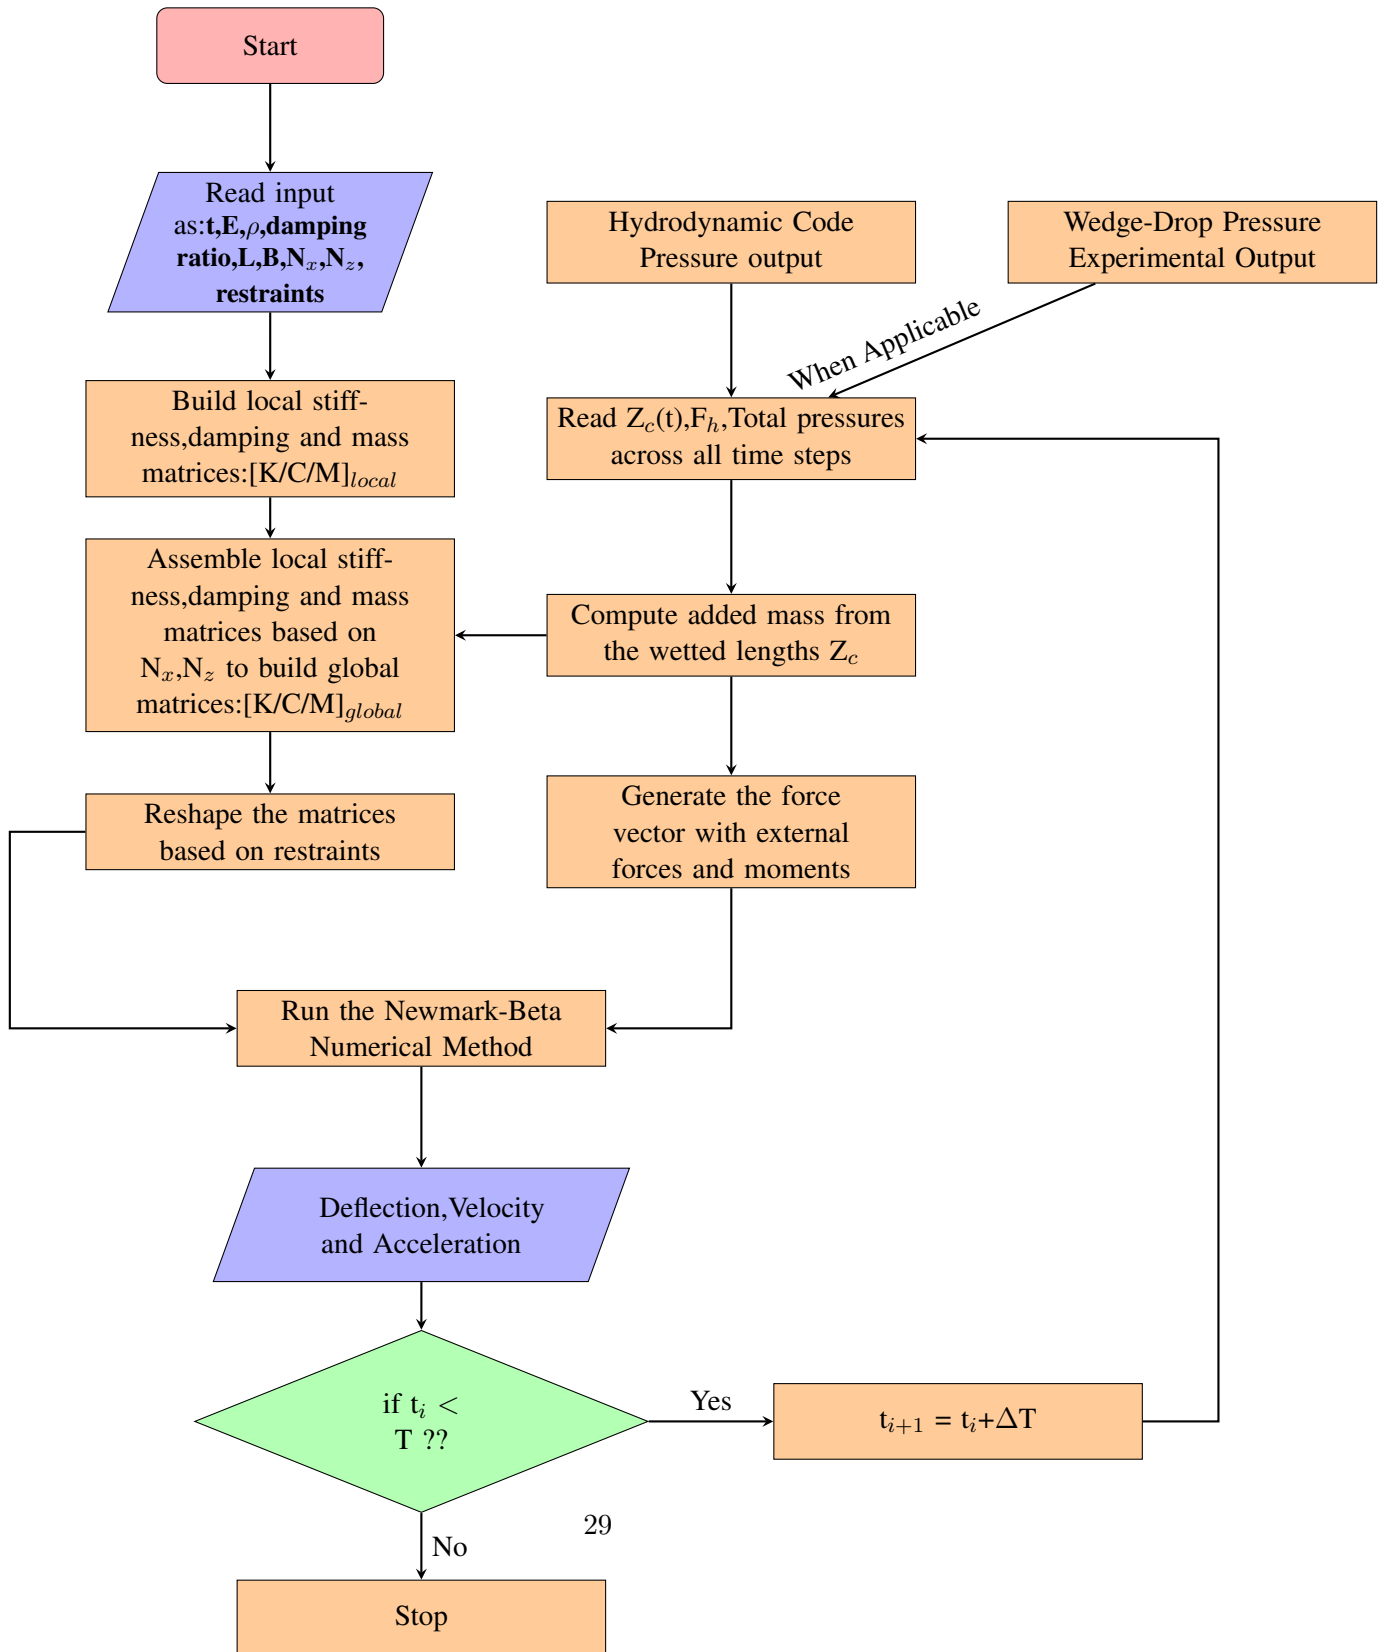 Start
Read input
as:t,E,ρ,damping
ratio,L,B,Nₓ,N_z,
restraints
Hydrodynamic Code
Pressure output
Wedge-Drop Pressure
Experimental Output
When Applicable
Build local stiff-
ness,damping and mass
matrices:[K/C/M]_local
Read Z_c(t),F_h,Total pressures
across all time steps
Assemble local stiff-
ness,damping and mass
matrices based on
Nₓ,N_z to build global
matrices:[K/C/M]_global
Compute added mass from
the wetted lengths Z_c
Reshape the matrices
based on restraints
Generate the force
vector with external
forces and moments
Run the Newmark-Beta
Numerical Method
Deflection,Velocity
and Acceleration
if t_i <
T ??
Yes
t_{i+1} = t_i+ΔT
No
29
Stop